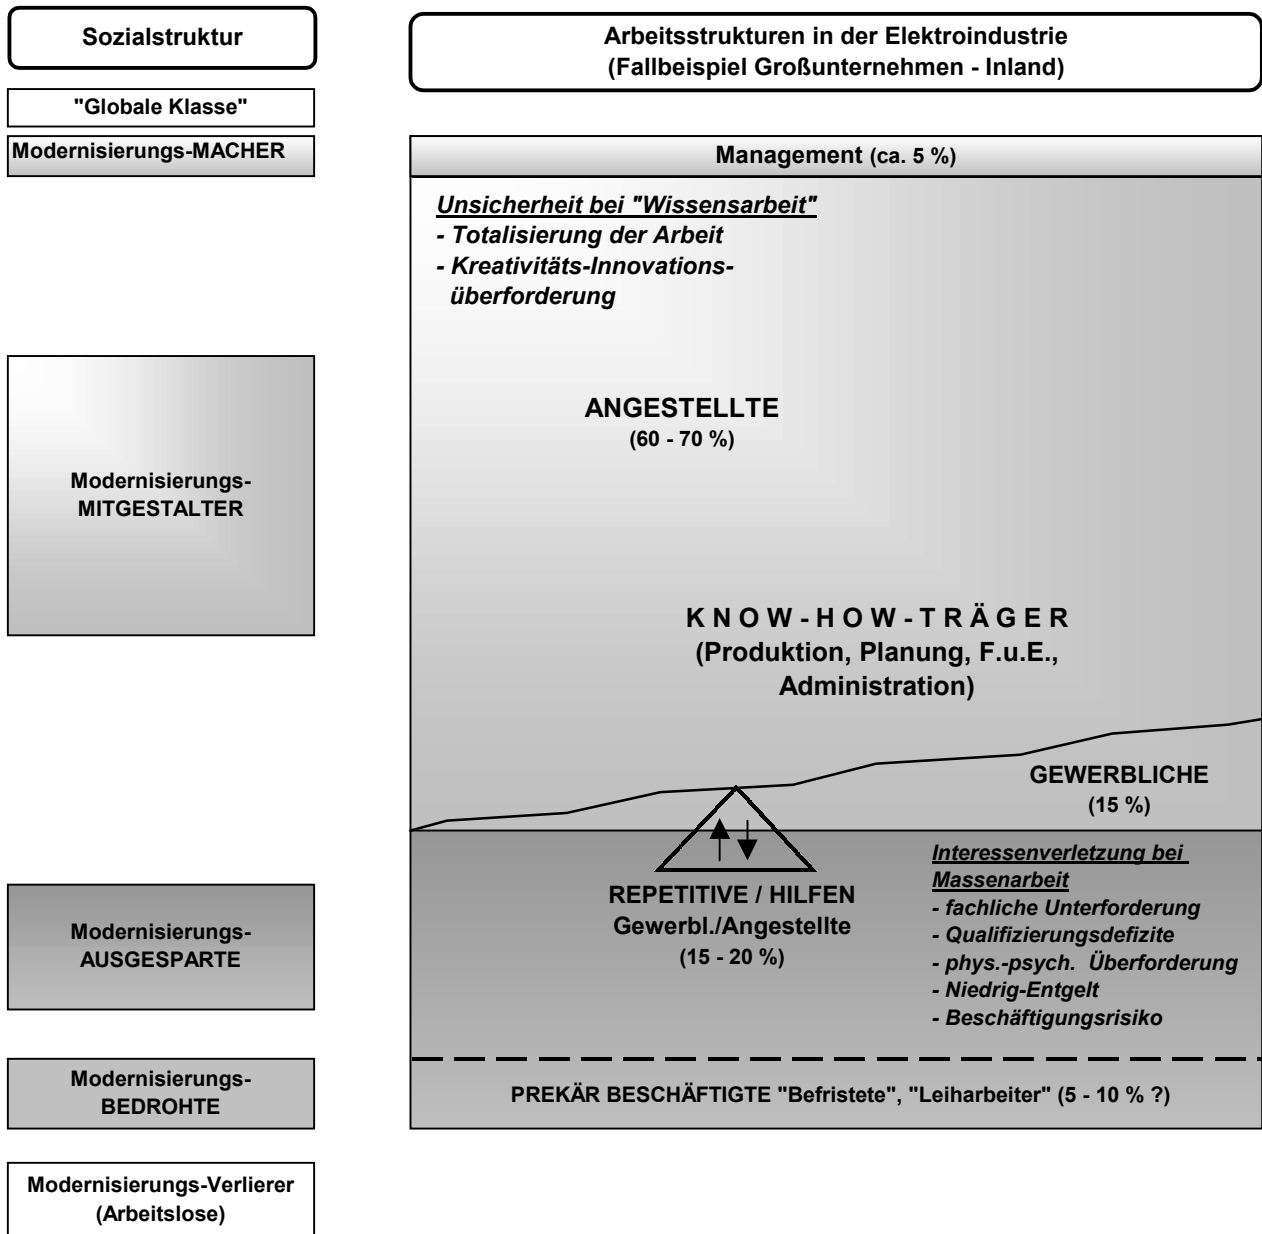 Sozialstruktur
"Globale Klasse"
Modernisierungs-MACHER
Modernisierungs-
MITGESTALTER
Modernisierungs-
AUSGESPARTE
Modernisierungs-
BEDROHTE
Modernisierungs-Verlierer
(Arbeitslose)
Arbeitsstrukturen in der Elektroindustrie
(Fallbeispiel Großunternehmen - Inland)
Management (ca. 5 %)
Unsicherheit bei "Wissensarbeit"
- Totalisierung der Arbeit
- Kreativitäts-Innovations-
überforderung
ANGESTELLTE
(60 - 70 %)
K N O W - H O W - T R Ä G E R
(Produktion, Planung, F.u.E.,
Administration)
GEWERBLICHE
(15 %)
REPETITIVE / HILFEN
Gewerbl./Angestellte
(15 - 20 %)
Interessenverletzung bei
Massenarbeit
- fachliche Unterforderung
- Qualifizierungsdefizite
- phys.-psych. Überforderung
- Niedrig-Entgelt
- Beschäftigungsrisiko
PREKÄR BESCHÄFTIGTE "Befristete", "Leiharbeiter" (5 - 10 % ?)